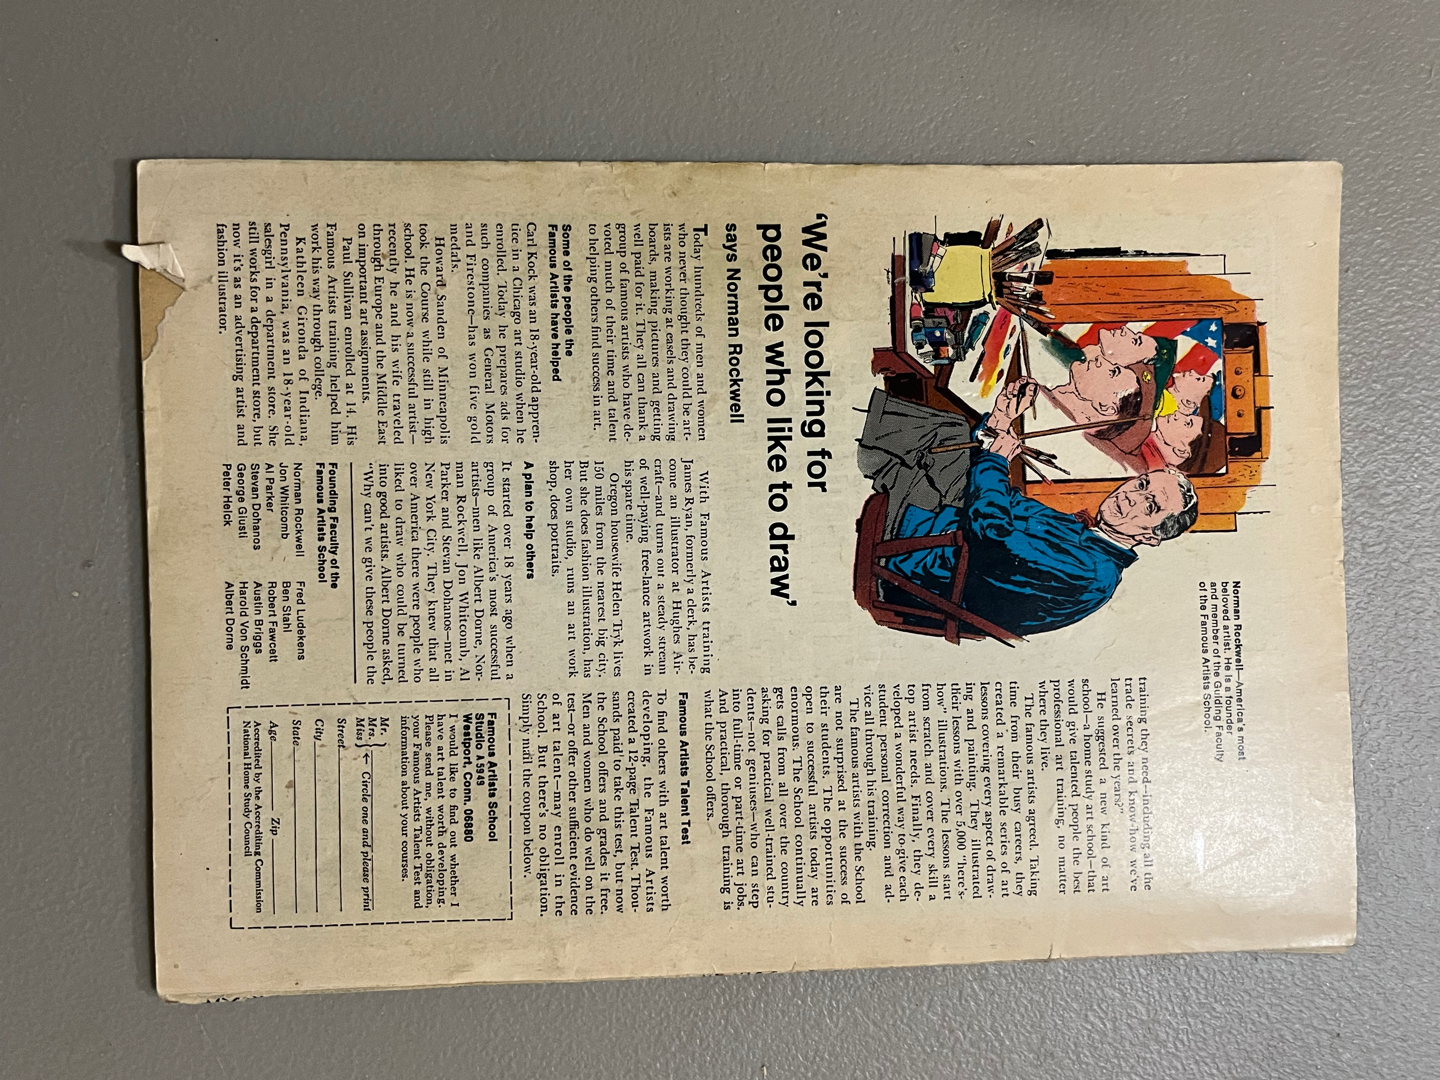 Norman Rockwell—America's most
beloved artist. He is a founder
and member of the Guiding Faculty
of the Famous Artists School.
'We're looking for
people who like to draw'
says Norman Rockwell
Today hundreds of men and women
who never thought they could be art-
ists are working at easels and drawing
boards, making pictures and getting
well paid for it. They all can thank a
group of famous artists who have de-
voted much of their time and talent
to helping others find success in art.
Some of the people the
Famous Artists have helped
Carl Kock was an 18-year-old appren-
tice in a Chicago art studio when he
enrolled. Today he prepares ads for
such companies as General Motors
and Firestone—has won five gold
medals.
Howard Sanden of Minneapolis
took the Course while still in high
school. He is now a successful artist—
recently he and his wife traveled
through Europe and the Middle East
on important art assignments.
Paul Sullivan enrolled at 14. His
Famous Artists training helped him
work his way through college.
Kathleen Gironda of Indiana,
Pennsylvania, was an 18-year-old
salesgirl in a department store. She
still works for a department store, but
now it's as an advertising artist and
fashion illustrator.
With Famous Artists training
James Ryan, formerly a clerk, has be-
come an illustrator at Hughes Air-
craft—and turns out a steady stream
of well-paying free-lance artwork in
his spare time.
Oregon housewife Helen Tryk lives
150 miles from the nearest big city.
But she does fashion illustration, has
her own studio, runs an art work
shop, does portraits.
A plan to help others
It started over 18 years ago when a
group of America's most successful
artists—men like Albert Dorne, Nor-
man Rockwell, Jon Whitcomb, Al
Parker and Stevan Dohanos—met in
New York City. They knew that all
over America there were people who
liked to draw who could be turned
into good artists. Albert Dorne asked,
"Why can't we give these people the
Founding Faculty of the
Famous Artists School
Norman Rockwell
Jon Whitcomb
Al Parker
Stevan Dohanos
George Giusti
Peter Helck
Fred Ludekens
Ben Stahl
Robert Fawcett
Austin Briggs
Harold Von Schmidt
Albert Dorne
training they need—including all the
trade secrets and know-how we've
learned over the years?"
He suggested a new kind of art
school—a home study art school—that
would give talented people the best
professional art training, no matter
where they live.
The famous artists agreed. Taking
time from their busy careers, they
created a remarkable series of art
lessons covering every aspect of draw-
ing and painting. They illustrated
their lessons with over 5,000 "here's-
how" illustrations. The lessons start
from scratch and cover every skill a
top artist needs. Finally, they de-
veloped a wonderful way to give each
student personal correction and ad-
vice all through his training.
The famous artists with the School
are not surprised at the success of
their students. The opportunities
open to successful artists today are
enormous. The School continually
gets calls from all over the country
asking for practical well-trained stu-
dents—not geniuses—who can step
into full-time or part-time art jobs.
And practical, thorough training is
what the School offers.
Famous Artists Talent Test
To find others with art talent worth
developing, the Famous Artists
created a 12-page Talent Test. Thou-
sands paid to take this test, but now
the School offers and grades it free.
Men and women who do well on the
test—or offer other sufficient evidence
of art talent—may enroll in the
School. But there's no obligation.
Simply mail the coupon below.
Famous Artists School
Studio A5949
Westport, Conn. 06880
I would like to find out whether I
have art talent worth developing.
Please send me, without obligation,
your Famous Artists Talent Test and
information about your courses.
Mr.
Mrs. } ← Circle one and please print
Miss
Street
City
State
Age Zip
Accredited by the Accrediting Commission
National Home Study Council